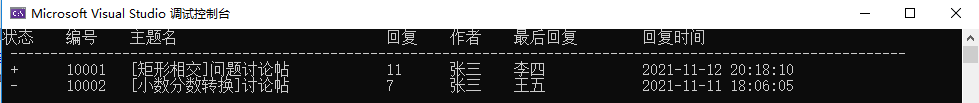 Microsoft Visual Studio 调试控制台
状态 编号 主题名 回复 作者 最后回复 回复时间
------------------------------------------------------------------------------------------------------------------
+ 10001 [矩形相交]问题讨论帖 11 张三 李四 2021-11-12 20:18:10
- 10002 [小数分数转换]讨论帖 7 张三 王五 2021-11-11 18:06:05